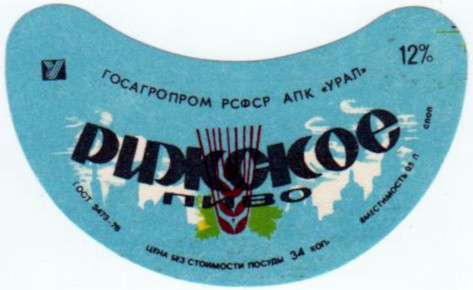 12%
ГОСАГРОПРОМ РСФСР АПК «УРАЛ»
РИЖСКОЕ
ПИВО
ГОСТ 3473-78
ЦЕНА БЕЗ СТОИМОСТИ ПОСУДЫ 34 КОП.
ВМЕСТИМОСТЬ 0,5 Л
СПОП